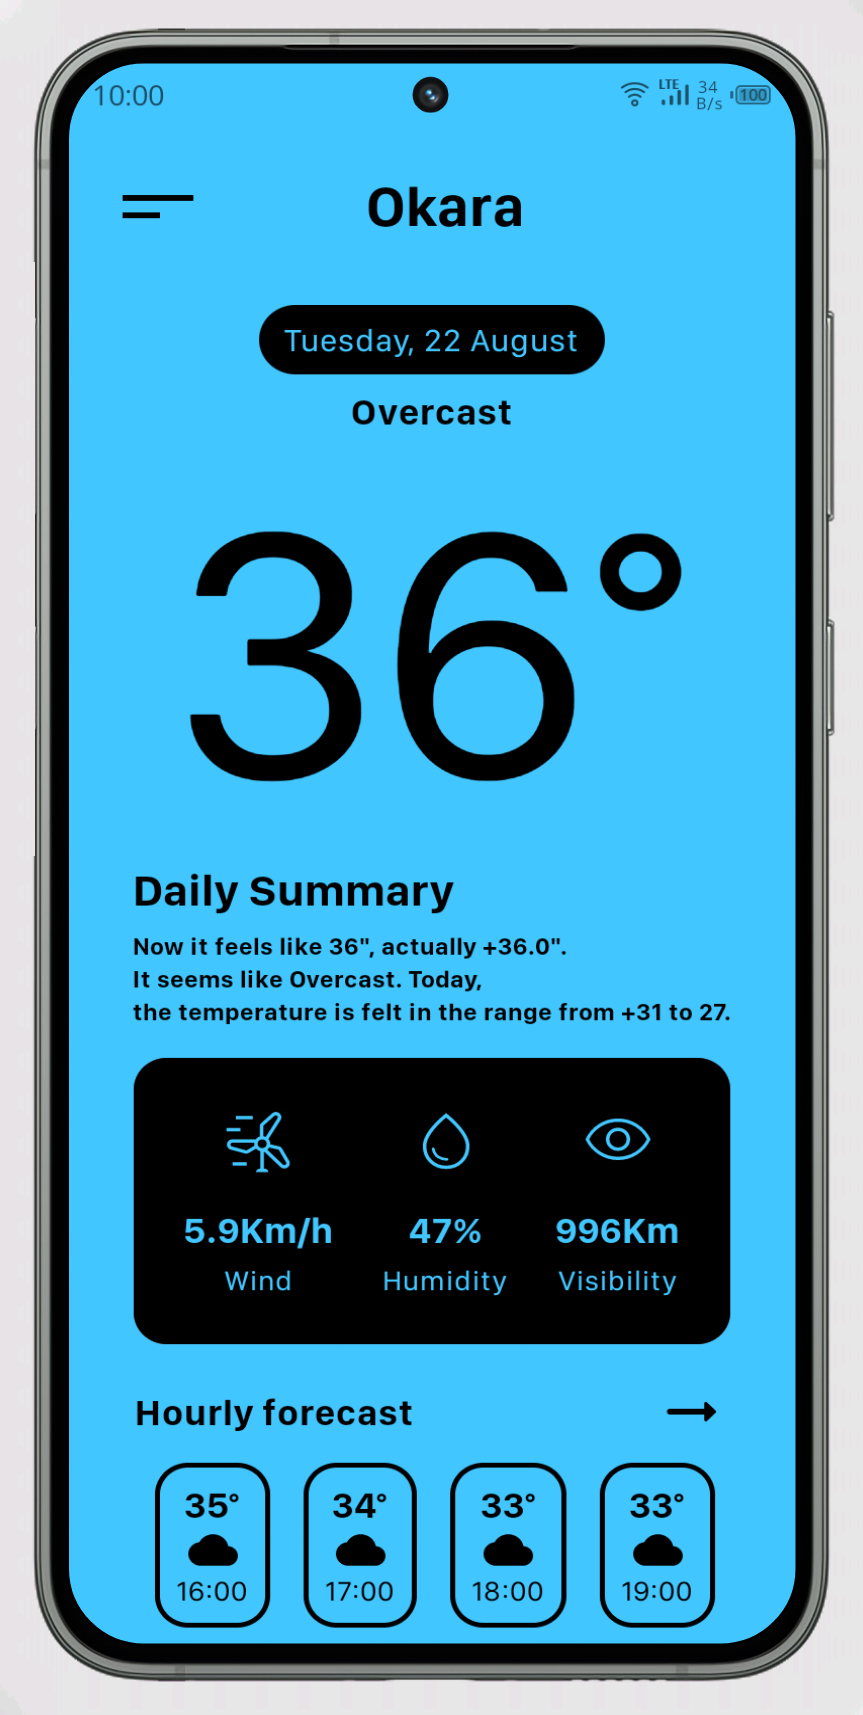 10:00 LTE 34 B/s 100
Okara
Tuesday, 22 August
Overcast
36°
Daily Summary
Now it feels like 36", actually +36.0".
It seems like Overcast. Today,
the temperature is felt in the range from +31 to 27.
5.9Km/h 47% 996Km
Wind Humidity Visibility
Hourly forecast
35° 34° 33° 33°
16:00 17:00 18:00 19:00